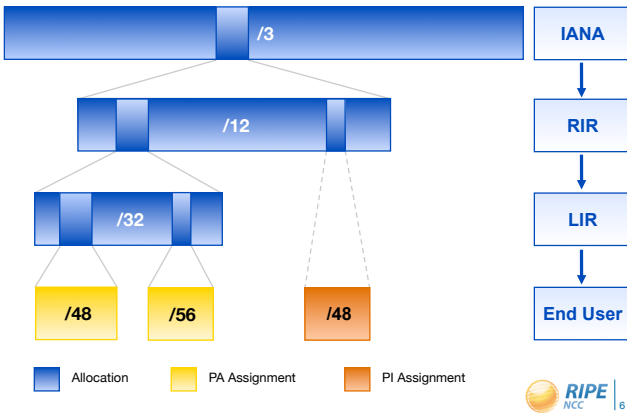 /3
IANA
/12
RIR
/32
LIR
/48
/56
/48
End User
Allocation
PA Assignment
PI Assignment
RIPE
NCC
6